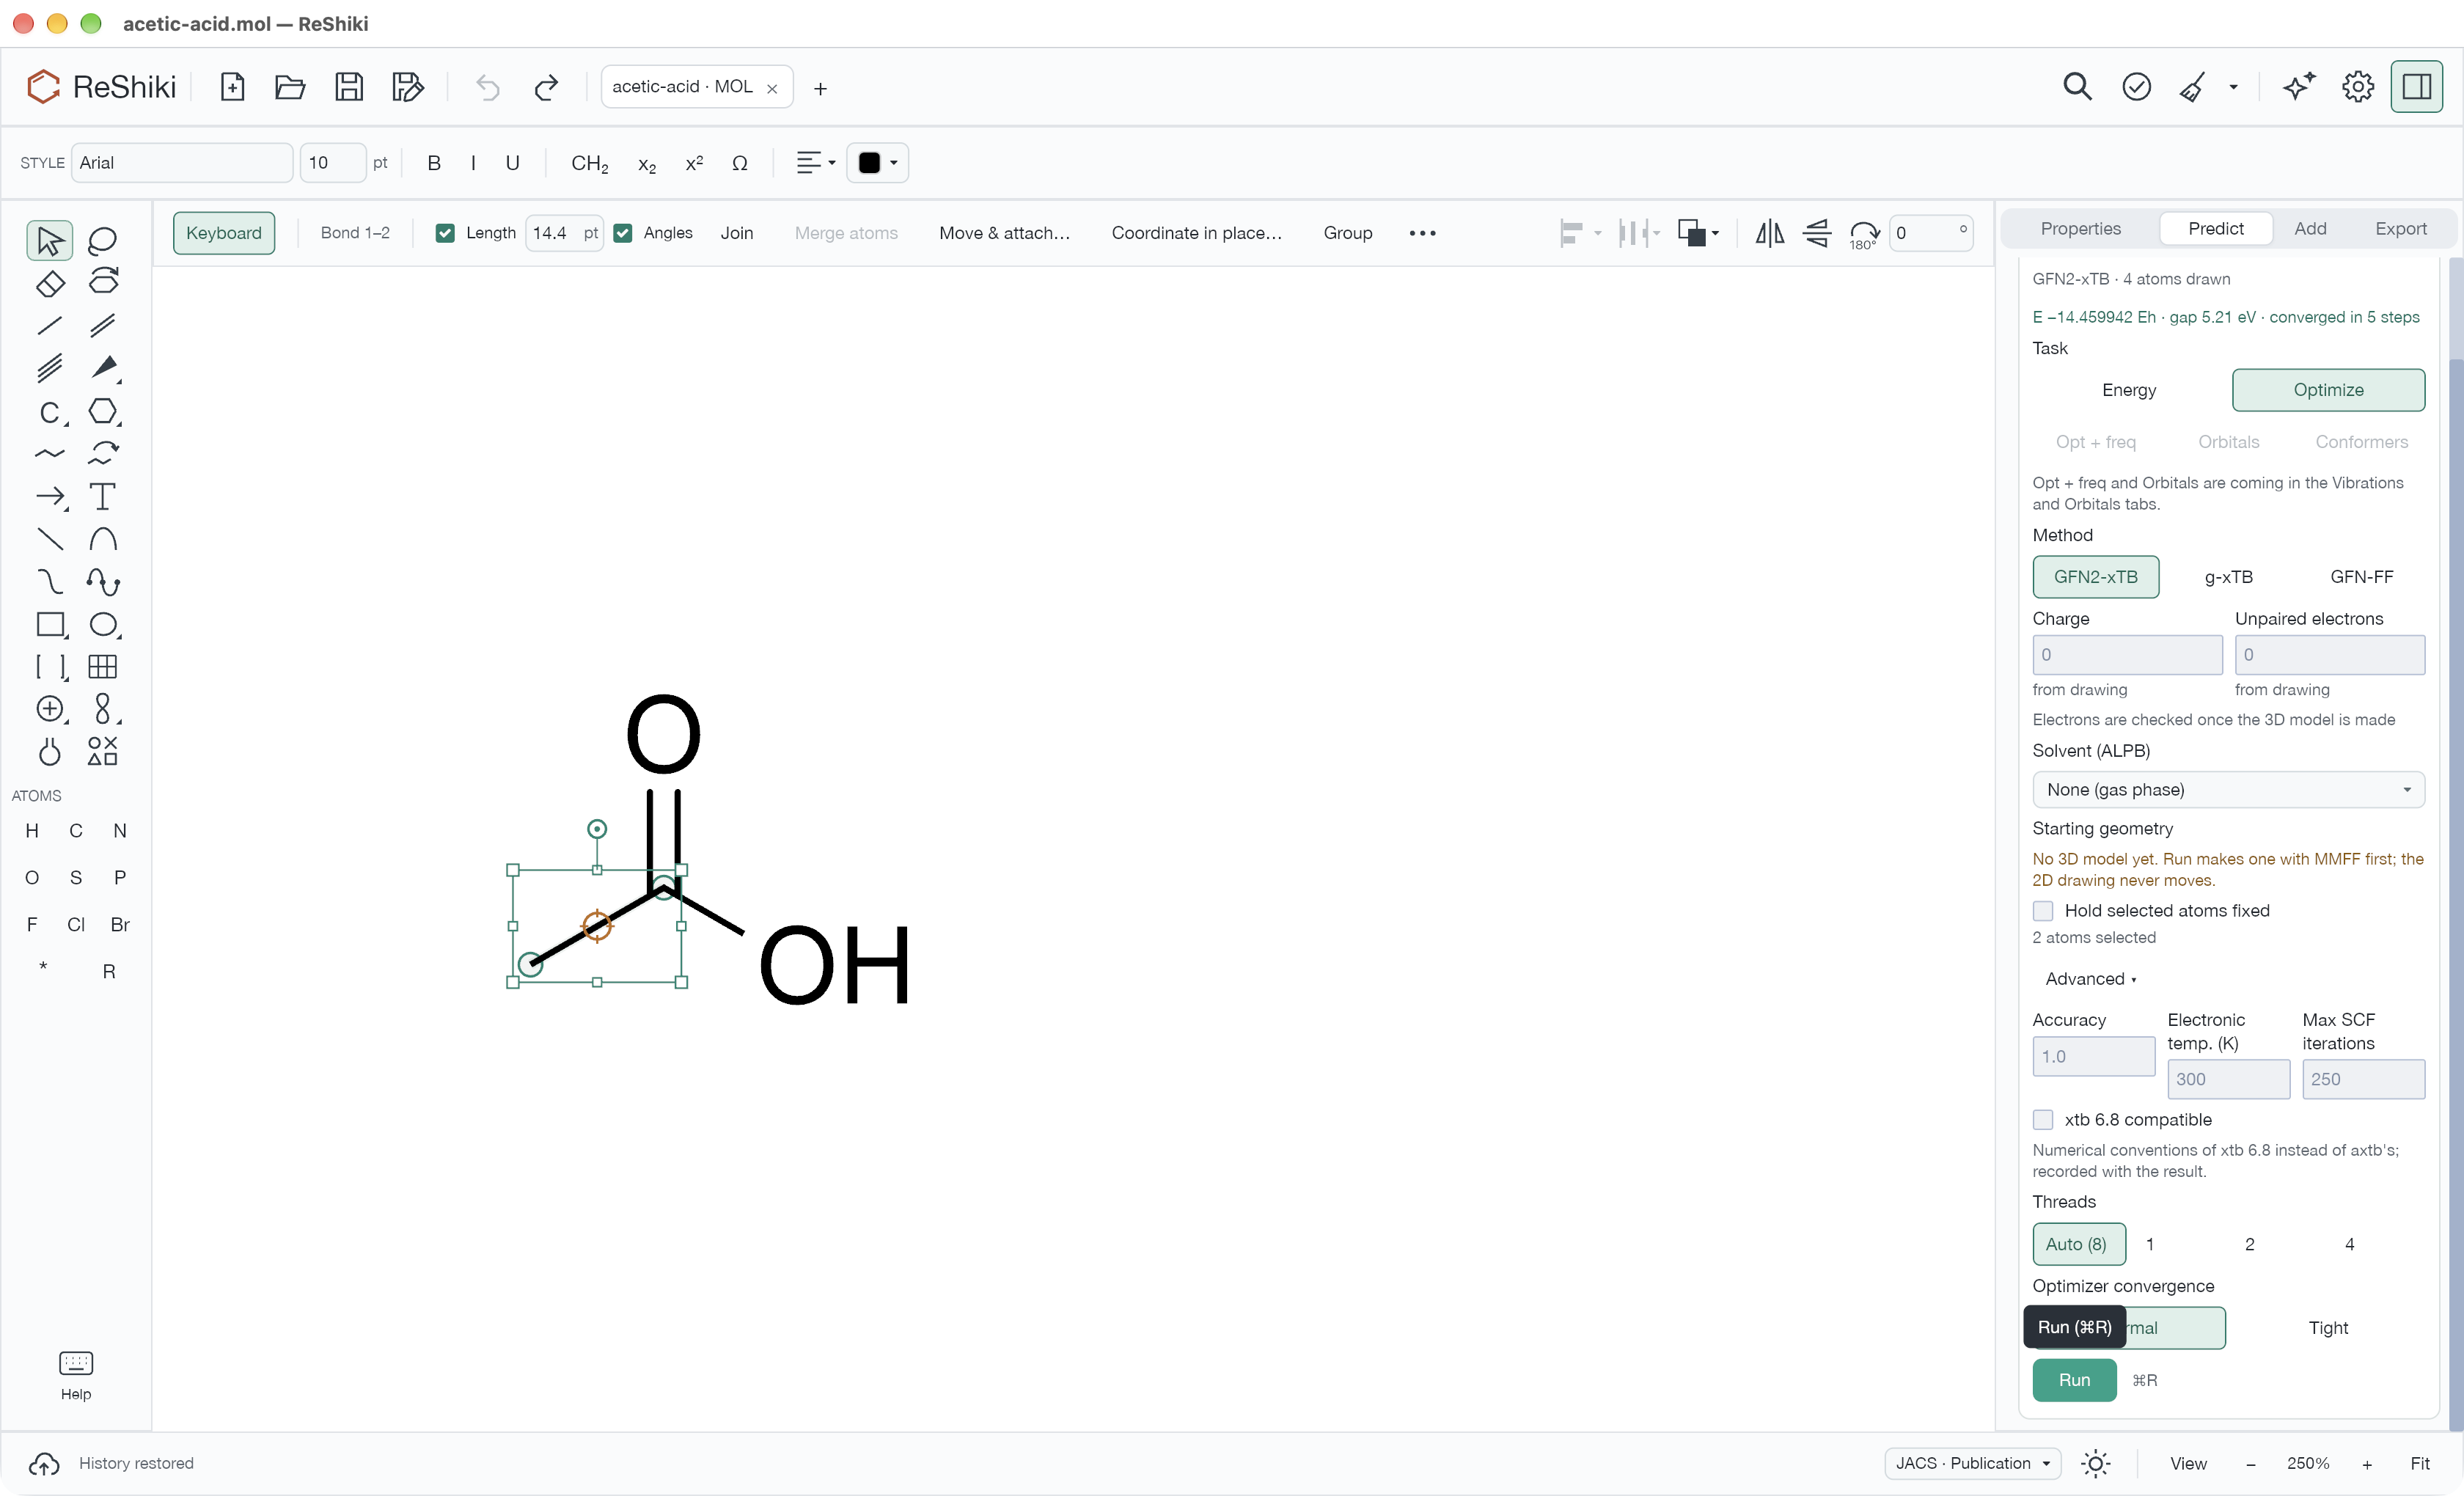 acetic-acid.mol — ReShiki
ReShiki
acetic-acid · MOL
STYLE Arial 10 pt B I U CH₂ x₂ x² Ω
Keyboard Bond 1–2 Length 14.4 pt Angles Join Merge atoms Move & attach... Coordinate in place... Group 180° 0 °
Properties Predict Add Export
GFN2-xTB · 4 atoms drawn
E −14.459942 Eh · gap 5.21 eV · converged in 5 steps
Task
Energy Optimize
Opt + freq Orbitals Conformers
Opt + freq and Orbitals are coming in the Vibrations
and Orbitals tabs.
Method
GFN2-xTB g-xTB GFN-FF
Charge Unpaired electrons
0 0
from drawing from drawing
Electrons are checked once the 3D model is made
Solvent (ALPB)
None (gas phase)
Starting geometry
No 3D model yet. Run makes one with MMFF first; the
2D drawing never moves.
Hold selected atoms fixed
2 atoms selected
Advanced
Accuracy Electronic Max SCF
temp. (K) iterations
1.0 300 250
xtb 6.8 compatible
Numerical conventions of xtb 6.8 instead of axtb's;
recorded with the result.
Threads
Auto (8) 1 2 4
Optimizer convergence
Run (⌘R) rmal Tight
Run ⌘R
C
T
ATOMS
H C N
O S P
F Cl Br
* R
Help
O
OH
History restored
JACS · Publication View − 250% + Fit